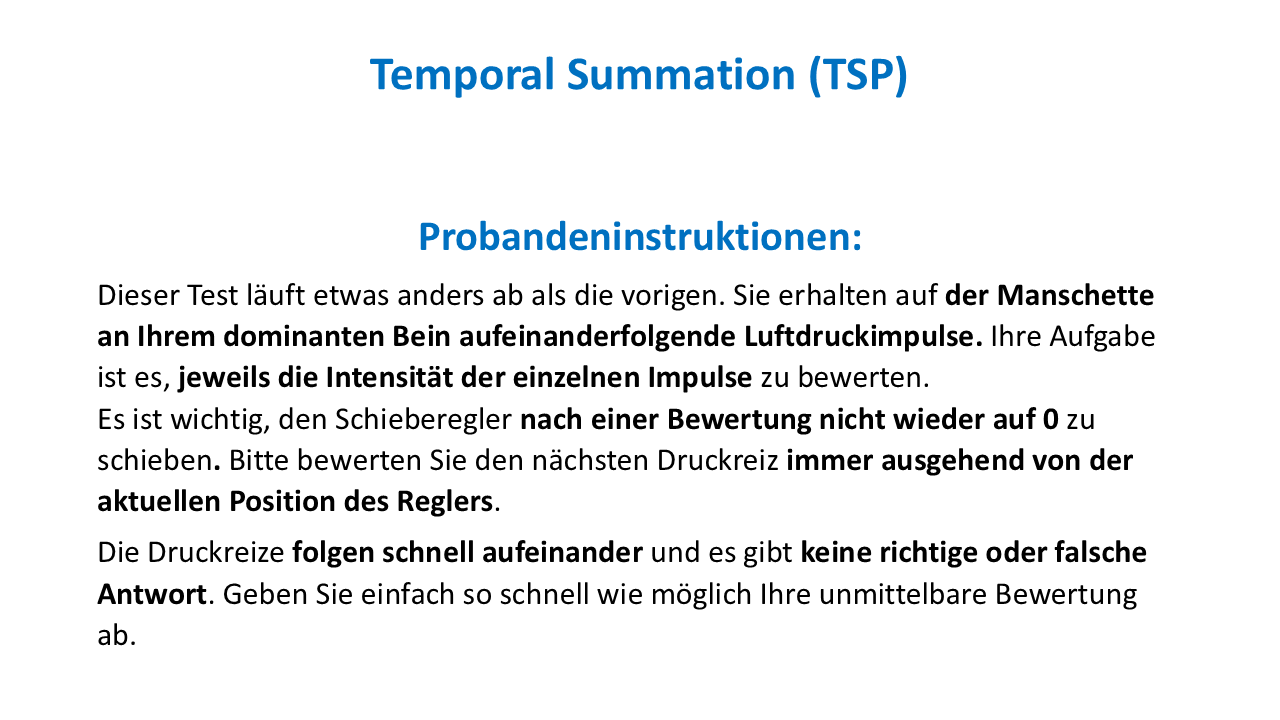 Temporal Summation (TSP)
Probandeninstruktionen:
Dieser Test läuft etwas anders ab als die vorigen. Sie erhalten auf der Manschette
an Ihrem dominanten Bein aufeinanderfolgende Luftdruckimpulse. Ihre Aufgabe
ist es, jeweils die Intensität der einzelnen Impulse zu bewerten.
Es ist wichtig, den Schieberegler nach einer Bewertung nicht wieder auf 0 zu
schieben. Bitte bewerten Sie den nächsten Druckreiz immer ausgehend von der
aktuellen Position des Reglers.
Die Druckreize folgen schnell aufeinander und es gibt keine richtige oder falsche
Antwort. Geben Sie einfach so schnell wie möglich Ihre unmittelbare Bewertung
ab.